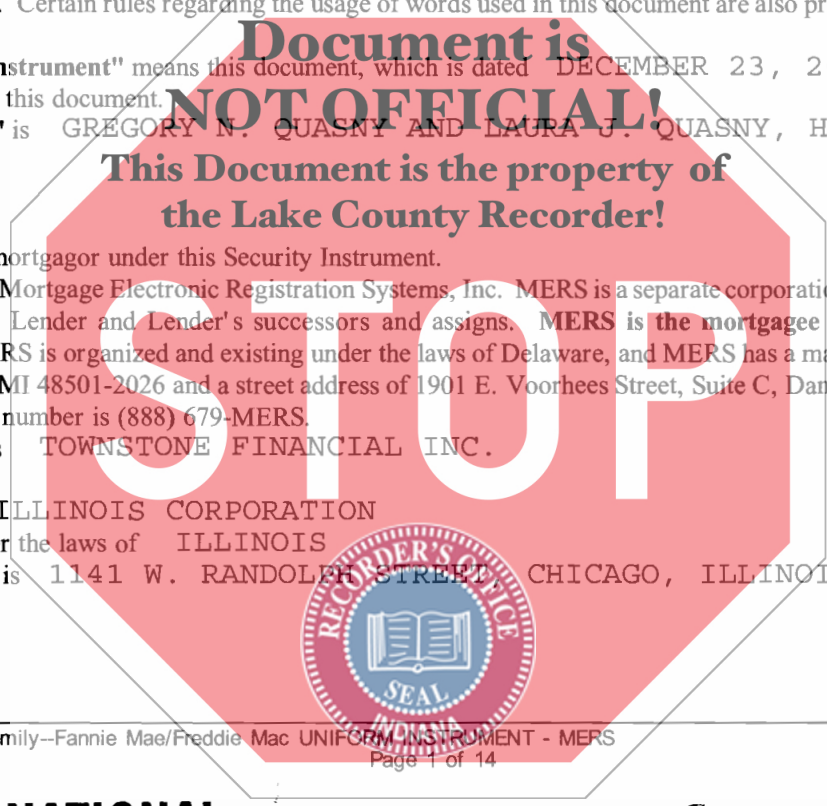 Certain rules regarding the usage of words used in this document are also pr
Document is
nstrument" means this document, which is dated DECEMBER 23, 2
this document.
NOT OFFICIAL!
" is GREGORY N. QUASNY AND LAURA J. QUASNY, H
This Document is the property of
the Lake County Recorder!
nortgagor under this Security Instrument.
Mortgage Electronic Registration Systems, Inc. MERS is a separate corporati
Lender and Lender's successors and assigns. MERS is the mortgagee
RS is organized and existing under the laws of Delaware, and MERS has a ma
MI 48501-2026 and a street address of 1901 E. Voorhees Street, Suite C, Dan
number is (888) 679-MERS.
STOP
TOWNSTONE FINANCIAL INC.
ILLINOIS CORPORATION
r the laws of ILLINOIS
is 1141 W. RANDOLPH STREET, CHICAGO, ILLINOI
RECORDER'S OFFICE
SEAL
INDIANA
mily--Fannie Mae/Freddie Mac UNIFORM INSTRUMENT - MERS
Page 1 of 14